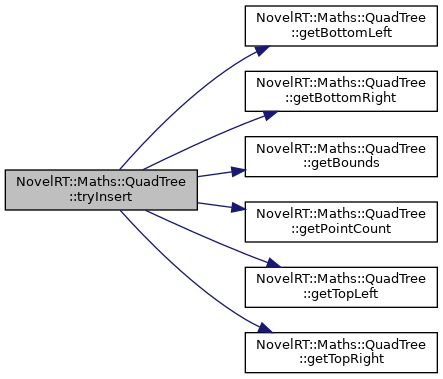 NovelRT::Maths::QuadTree
::getBottomLeft
NovelRT::Maths::QuadTree
::getBottomRight
NovelRT::Maths::QuadTree
::getBounds
NovelRT::Maths::QuadTree
::tryInsert
NovelRT::Maths::QuadTree
::getPointCount
NovelRT::Maths::QuadTree
::getTopLeft
NovelRT::Maths::QuadTree
::getTopRight